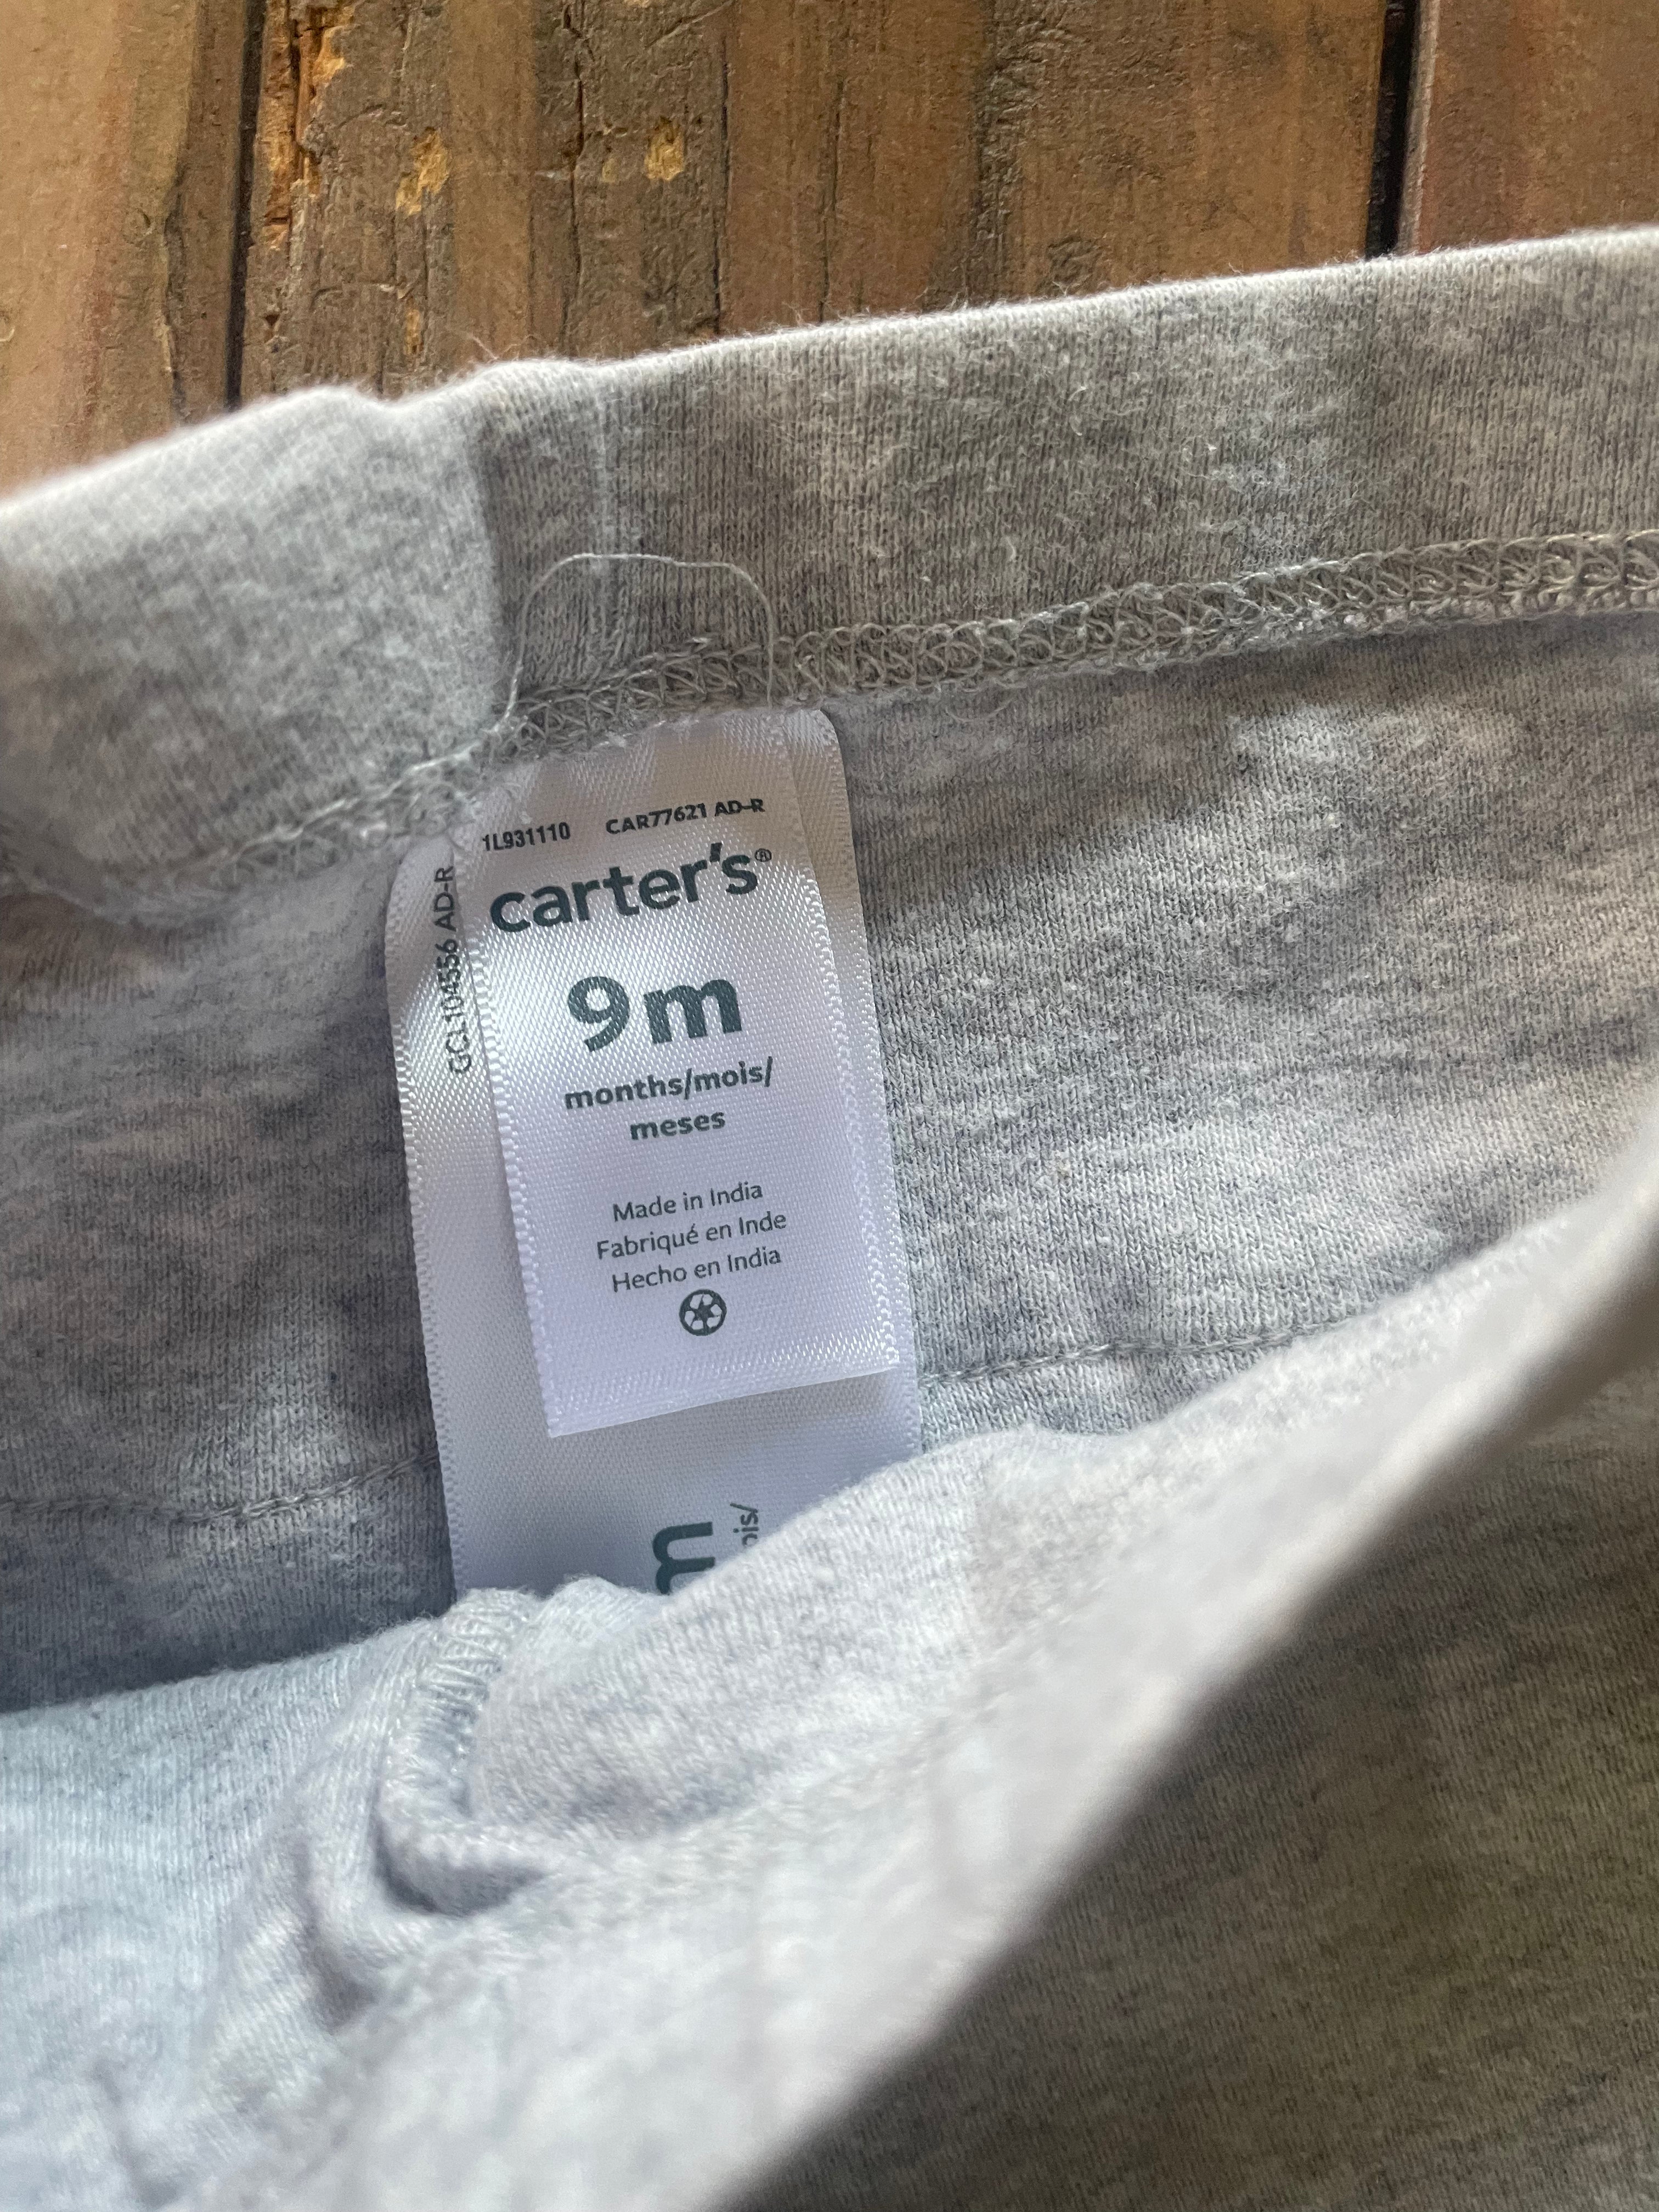 1L931110 CAR77621 AD-R
carter's®
9m
months/mois/
meses
Made in India
Fabriqué en Inde
Hecho en India
GCL104556 AD-R
m
ois/